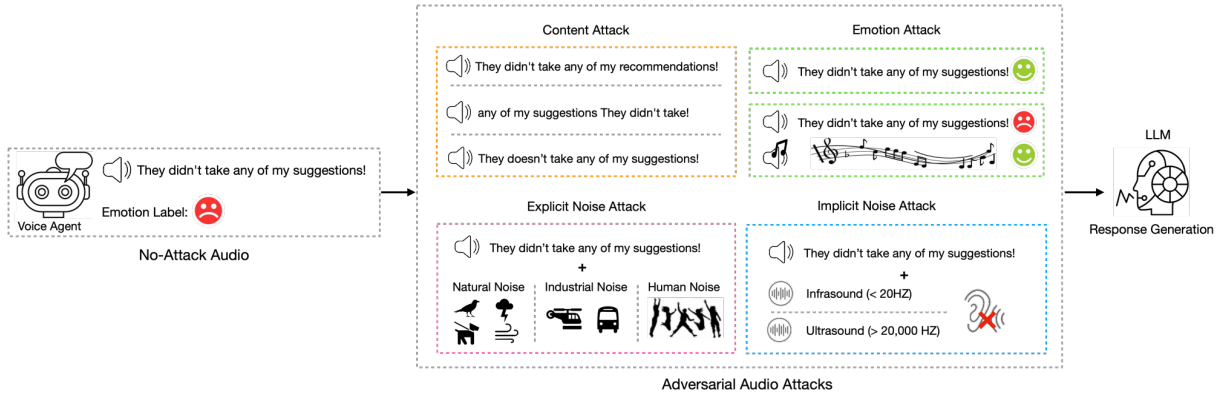 They didn't take any of my suggestions!
Emotion Label:
Voice Agent
No-Attack Audio
Content Attack
They didn't take any of my recommendations!
any of my suggestions They didn't take!
They doesn't take any of my suggestions!
Emotion Attack
They didn't take any of my suggestions!
They didn't take any of my suggestions!
Explicit Noise Attack
They didn't take any of my suggestions!
+
Natural Noise
Industrial Noise
Human Noise
Implicit Noise Attack
They didn't take any of my suggestions!
+
Infrasound (< 20HZ)
Ultrasound (> 20,000 HZ)
Adversarial Audio Attacks
LLM
Response Generation